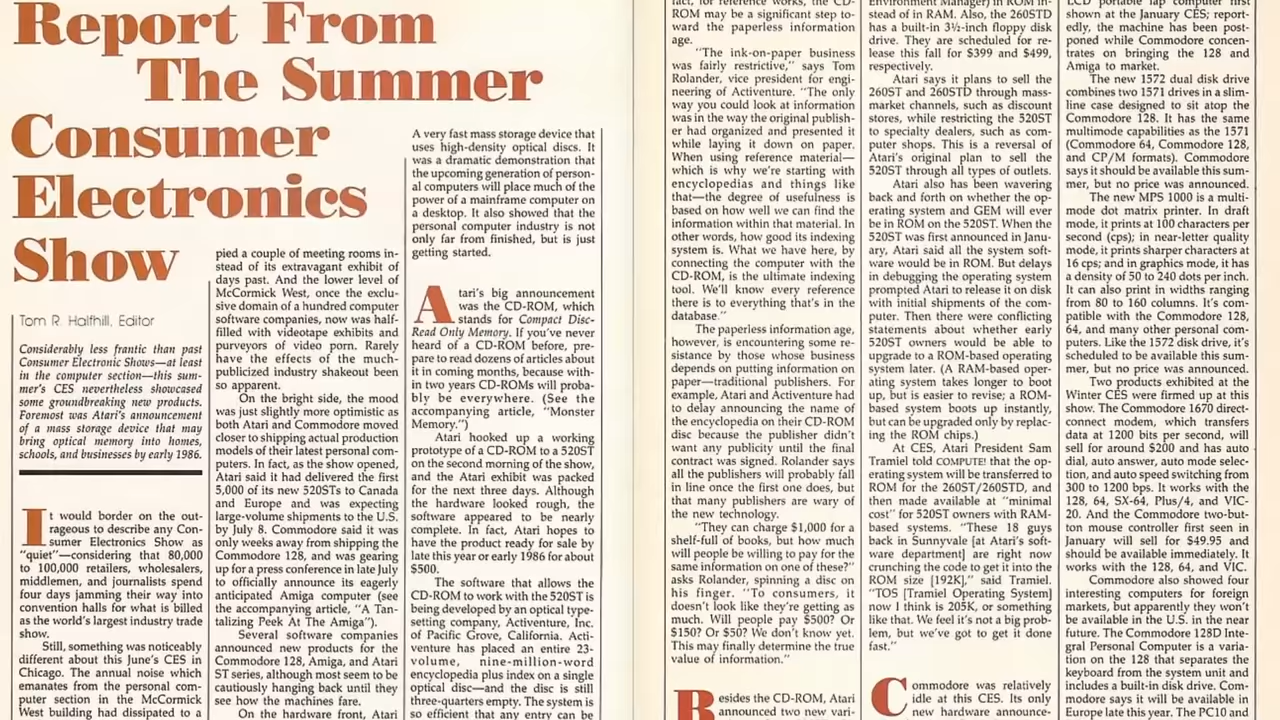 Report From
The Summer
Consumer
Electronics
Show
Tom R. Halfhill, Editor
Considerably less frantic than past
Consumer Electronic Shows—at least
in the computer section—this sum-
mer's CES nevertheless showcased
some groundbreaking new products.
Foremost was Atari's announcement
of a mass storage device that may
bring optical memory into homes,
schools, and businesses by early 1986.
It would border on the out-
rageous to describe any Con-
sumer Electronics Show as
"quiet"—considering that 80,000
to 100,000 retailers, wholesalers,
middlemen, and journalists spend
four days jamming their way into
convention halls for what is billed
as the world's largest industry trade
show.
Still, something was noticeably
different about this June's CES in
Chicago. The annual noise which
emanates from the personal com-
puter section in the McCormick
West building had dissipated to a
pied a couple of meeting rooms in-
stead of its extravagant exhibit of
days past. And the lower level of
McCormick West, once the exclu-
sive domain of a hundred computer
software companies, now was half-
filled with videotape exhibits and
purveyors of video porn. Rarely
have the effects of the much-
publicized industry shakeout been
so apparent.
On the bright side, the mood
was just slightly more optimistic as
both Atari and Commodore moved
closer to shipping actual production
models of their latest personal com-
puters. In fact, as the show opened,
Atari said it had delivered the first
5,000 of its new 520STs to Canada
and Europe and was expecting
large-volume shipments to the U.S.
by July 8. Commodore said it was
only weeks away from shipping the
Commodore 128, and was gearing
up for a press conference in late July
to officially announce its eagerly
anticipated Amiga computer (see
the accompanying article, "A Tan-
talizing Peek At The Amiga").
Several software companies
announced new products for the
Commodore 128, Amiga, and Atari
ST series, although most seem to be
cautiously hanging back until they
see how the machines fare.
On the hardware front, Atari
A very fast mass storage device that
uses high-density optical discs. It
was a dramatic demonstration that
the upcoming generation of person-
al computers will place much of the
power of a mainframe computer on
a desktop. It also showed that the
personal computer industry is not
only far from finished, but is just
getting started.
Atari's big announcement
was the CD-ROM, which
stands for Compact Disc-
Read Only Memory. If you've never
heard of a CD-ROM before, pre-
pare to read dozens of articles about
it in coming months, because with-
in two years CD-ROMs will proba-
bly be everywhere. (See the
accompanying article, "Monster
Memory.")
Atari hooked up a working
prototype of a CD-ROM to a 520ST
on the second morning of the show,
and the Atari exhibit was packed
for the next three days. Although
the hardware looked rough, the
software appeared to be nearly
complete. In fact, Atari hopes to
have the product ready for sale by
late this year or early 1986 for about
$500.
The software that allows the
CD-ROM to work with the 520ST is
being developed by an optical type-
setting company, Activenture, Inc.
of Pacific Grove, California. Acti-
venture has placed an entire 23-
volume, nine-million-word
encyclopedia plus index on a single
optical disc—and the disc is still
three-quarters empty. The system is
so efficient that any entry can be
fact, for reference works, the CD-
ROM may be a significant step to-
ward the paperless information
age.
"The ink-on-paper business
was fairly restrictive," says Tom
Rolander, vice president for engi-
neering of Activenture. "The only
way you could look at information
was in the way the original publish-
er had organized and presented it
while laying it down on paper.
When using reference material—
which is why we're starting with
encyclopedias and things like
that—the degree of usefulness is
based on how well we can find the
information within that material. In
other words, how good its indexing
system is. What we have here, by
connecting the computer with the
CD-ROM, is the ultimate indexing
tool. We'll know every reference
there is to everything that's in the
database."
The paperless information age,
however, is encountering some re-
sistance by those whose business
depends on putting information on
paper—traditional publishers. For
example, Atari and Activenture had
to delay announcing the name of
the encyclopedia on their CD-ROM
disc because the publisher didn't
want any publicity until the final
contract was signed. Rolander says
all the publishers will probably fall
in line once the first one does, but
that many publishers are wary of
the new technology.
"They can charge $1,000 for a
shelf-full of books, but how much
will people be willing to pay for the
same information on one of these?"
asks Rolander, spinning a disc on
his finger. "To consumers, it
doesn't look like they're getting as
much. Will people pay $500? Or
$150? Or $50? We don't know yet.
This may finally determine the true
value of information."
Besides the CD-ROM, Atari
announced two new vari-
Environment Manager) in ROM in-
stead of in RAM. Also, the 260STD
has a built-in 3½-inch floppy disk
drive. They are scheduled for re-
lease this fall for $399 and $499,
respectively.
Atari says it plans to sell the
260ST and 260STD through mass-
market channels, such as discount
stores, while restricting the 520ST
to specialty dealers, such as com-
puter shops. This is a reversal of
Atari's original plan to sell the
520ST through all types of outlets.
Atari also has been wavering
back and forth on whether the op-
erating system and GEM will ever
be in ROM on the 520ST. When the
520ST was first announced in Janu-
ary, Atari said all the system soft-
ware would be in ROM. But delays
in debugging the operating system
prompted Atari to release it on disk
with initial shipments of the com-
puter. Then there were conflicting
statements about whether early
520ST owners would be able to
upgrade to a ROM-based operating
system later. (A RAM-based oper-
ating system takes longer to boot
up, but is easier to revise; a ROM-
based system boots up instantly,
but can be upgraded only by replac-
ing the ROM chips.)
At CES, Atari President Sam
Tramiel told COMPUTE! that the op-
erating system will be transferred to
ROM for the 260ST/260STD, and
then made available at "minimal
cost" for 520ST owners with RAM-
based systems. "These 18 guys
back in Sunnyvale [at Atari's soft-
ware department] are right now
crunching the code to get it into the
ROM size [192K]," said Tramiel.
"TOS [Tramiel Operating System]
now I think is 205K, or something
like that. We feel it's not a big prob-
lem, but we've got to get it done
fast."
Commodore was relatively
idle at this CES. Its only
new hardware announce-
LCD portable lap computer first
shown at the January CES; report-
edly, the machine has been post-
poned while Commodore concen-
trates on bringing the 128 and
Amiga to market.
The new 1572 dual disk drive
combines two 1571 drives in a slim-
line case designed to sit atop the
Commodore 128. It has the same
multimode capabilities as the 1571
(Commodore 64, Commodore 128,
and CP/M formats). Commodore
says it should be available this sum-
mer, but no price was announced.
The new MPS 1000 is a multi-
mode dot matrix printer. In draft
mode, it prints at 100 characters per
second (cps); in near-letter quality
mode, it prints sharper characters at
16 cps; and in graphics mode, it has
a density of 50 to 240 dots per inch.
It can also print in widths ranging
from 80 to 160 columns. It's com-
patible with the Commodore 128,
64, and many other personal com-
puters. Like the 1572 disk drive, it's
scheduled to be available this sum-
mer, but no price was announced.
Two products exhibited at the
Winter CES were firmed up at this
show. The Commodore 1670 direct-
connect modem, which transfers
data at 1200 bits per second, will
sell for around $200 and has auto
dial, auto answer, auto mode selec-
tion, and auto speed switching from
300 to 1200 bps. It works with the
128, 64, SX-64, Plus/4, and VIC-
20. And the Commodore two-but-
ton mouse controller first seen in
January will sell for $49.95 and
should be available immediately. It
works with the 128, 64, and VIC.
Commodore also showed four
interesting computers for foreign
markets, but apparently they won't
be available in the U.S. in the near
future. The Commodore 128D Inte-
gral Personal Computer is a varia-
tion on the 128 that separates the
keyboard from the system unit and
includes a built-in disk drive. Com-
modore says it will be available in
Europe late this year. The PC10 and